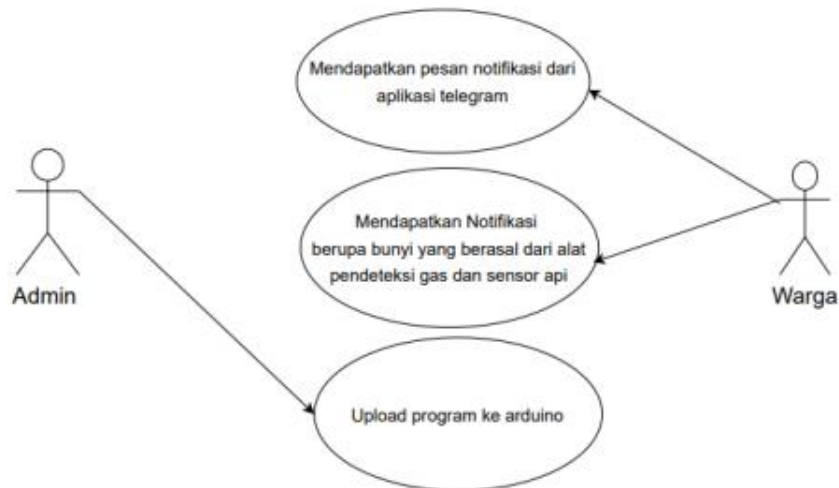 Mendapatkan pesan notifikasi dari
aplikasi telegram
Mendapatkan Notifikasi
berupa bunyi yang berasal dari alat
pendeteksi gas dan sensor api
Admin
Warga
Upload program ke arduino